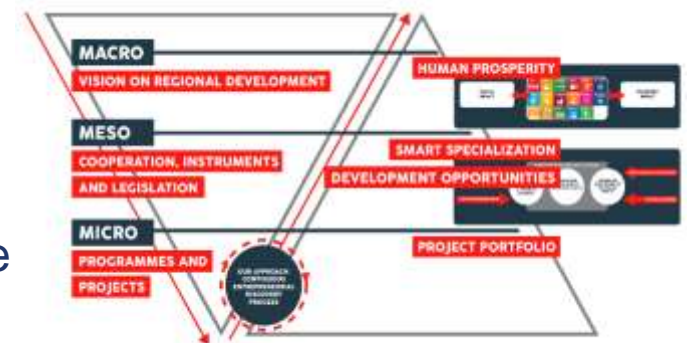 MACRO
VISION ON REGIONAL DEVELOPMENT
HUMAN PROSPERITY
MESO
COOPERATION, INSTRUMENTS
AND LEGISLATION
SMART SPECIALIZATION
DEVELOPMENT OPPORTUNITIES
MICRO
PROGRAMMES AND
PROJECTS
PROJECT PORTFOLIO
OUR APPROACH
CONTINUOUS
ENTREPRENEURIAL
DISCOVERY
PROCESS
e